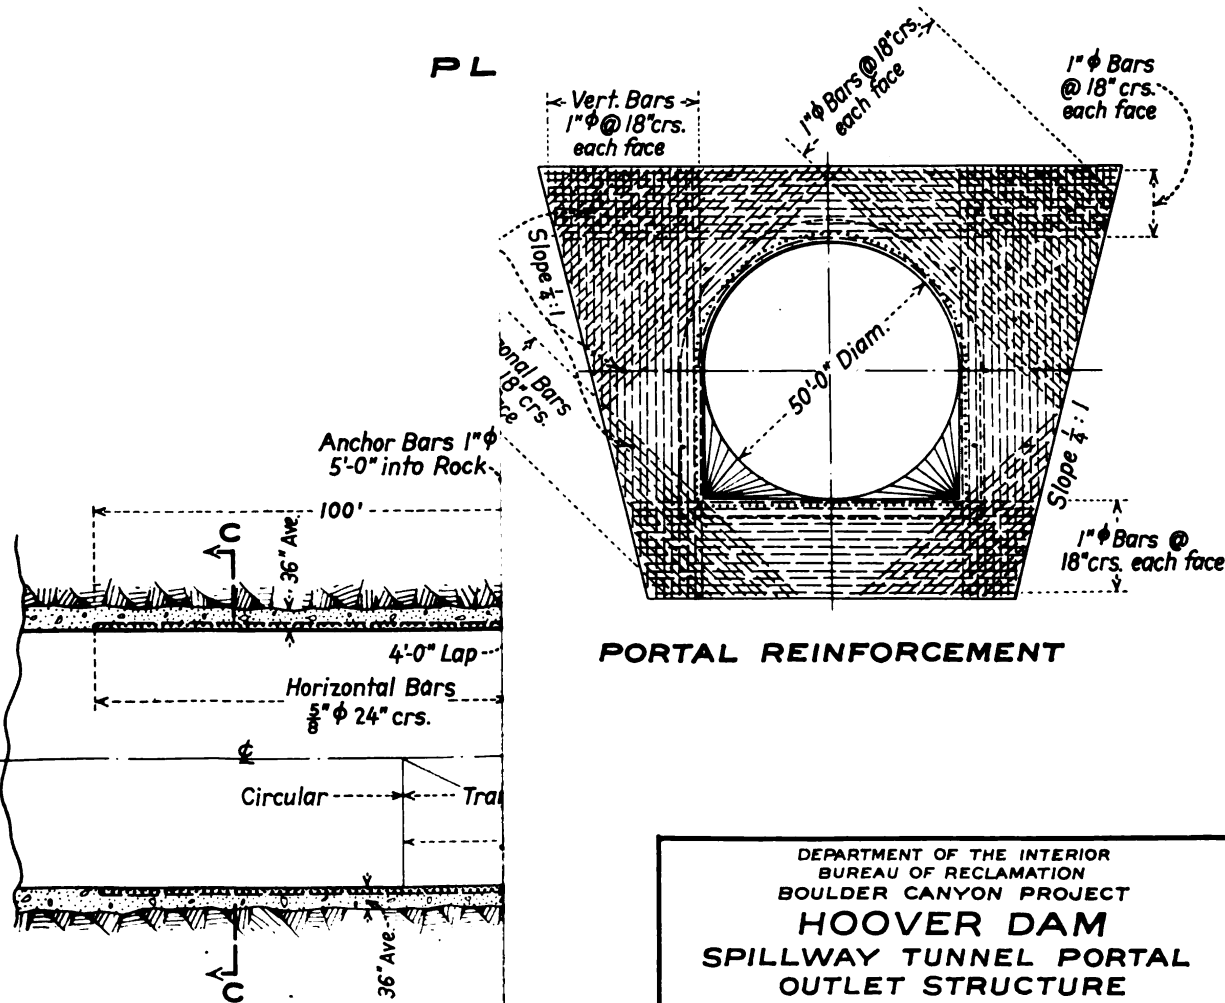 PL
Vert. Bars
1"ϕ@18"crs.
each face
1"ϕ Bars @ 18"crs.
each face
1"ϕ Bars
@ 18" crs.
each face
Slope ¼:1
onal Bars
18"crs.
ce
50'-0" Diam.
Slope ¼:1
Anchor Bars 1"ϕ
5'-0" into Rock
100'
C
36" Ave.
1"ϕ Bars @
18"crs. each face
PORTAL REINFORCEMENT
4'-0" Lap
Horizontal Bars
⅝"ϕ 24" crs.
℄
Circular
Tra
36" Ave.
C
DEPARTMENT OF THE INTERIOR
BUREAU OF RECLAMATION
BOULDER CANYON PROJECT
HOOVER DAM
SPILLWAY TUNNEL PORTAL
OUTLET STRUCTURE